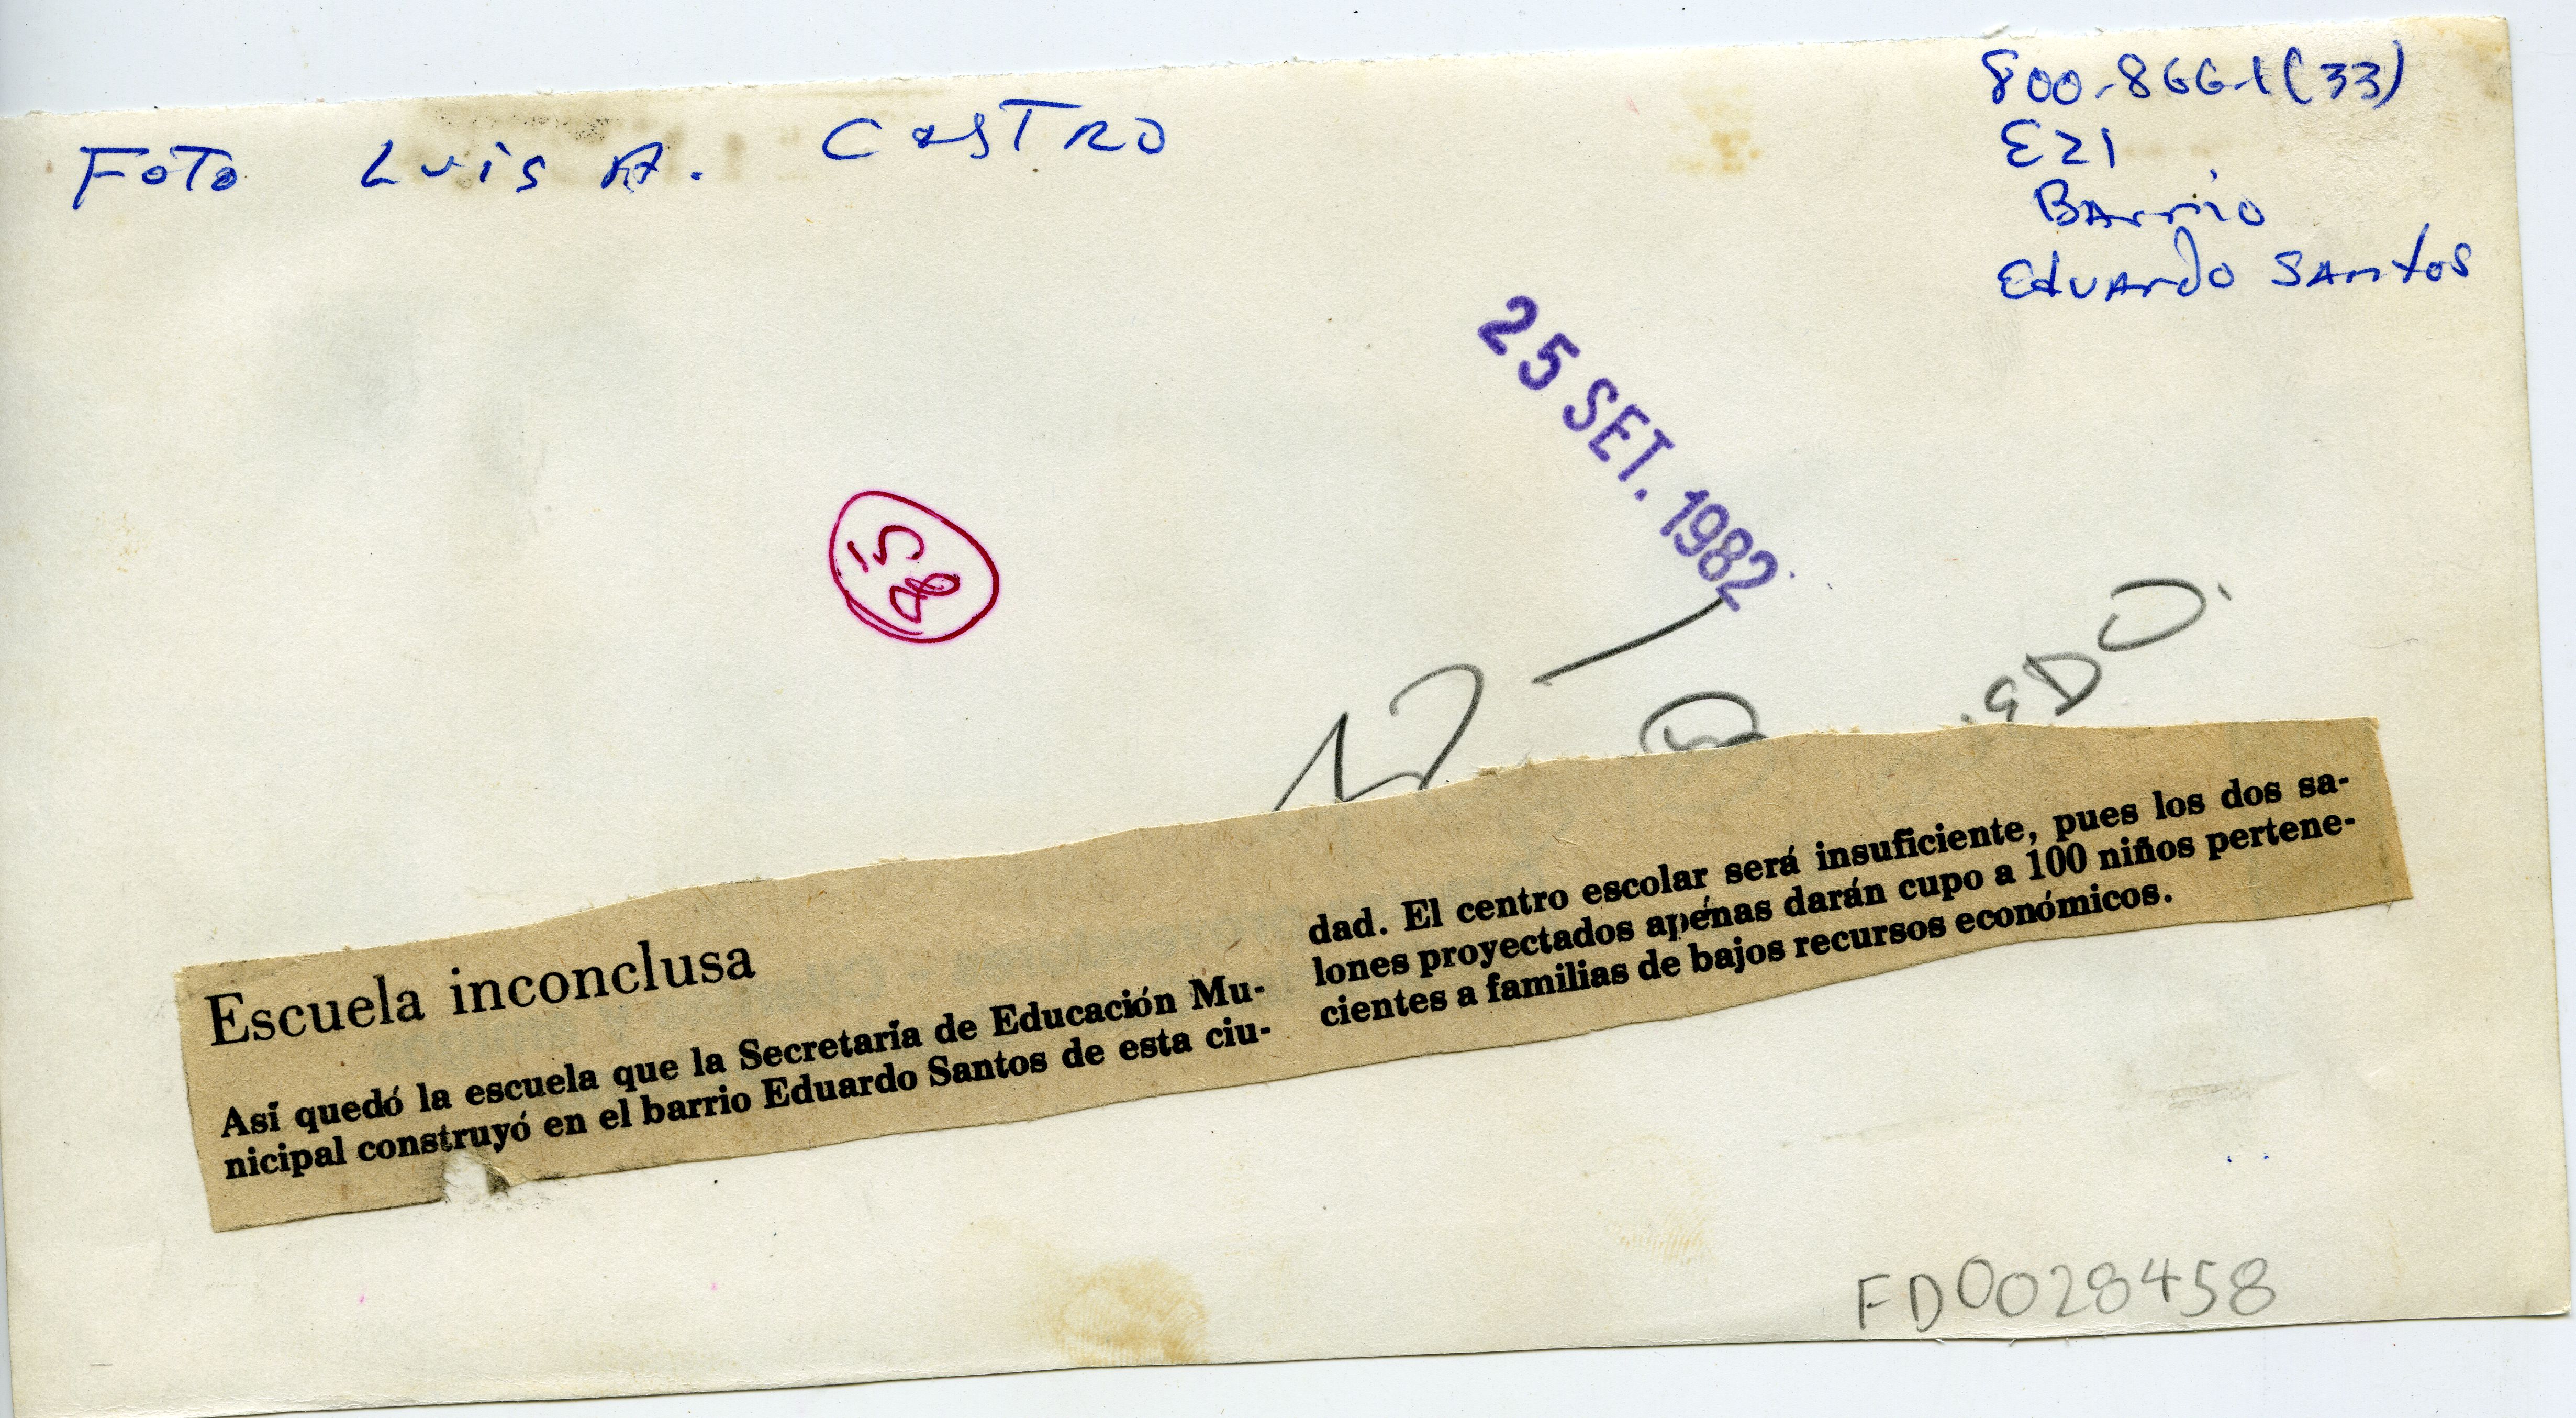 800-866-1(33)
E21
Barrio
Eduardo Santos
Foto Luis A. Castro
25 SET. 1982
Escuela inconclusa
Así quedó la escuela que la Secretaría de Educación Mu-
nicipal construyó en el barrio Eduardo Santos de esta ciu-
dad. El centro escolar será insuficiente, pues los dos sa-
lones proyectados apenas darán cupo a 100 niños pertene-
cientes a familias de bajos recursos económicos.
FD0028458